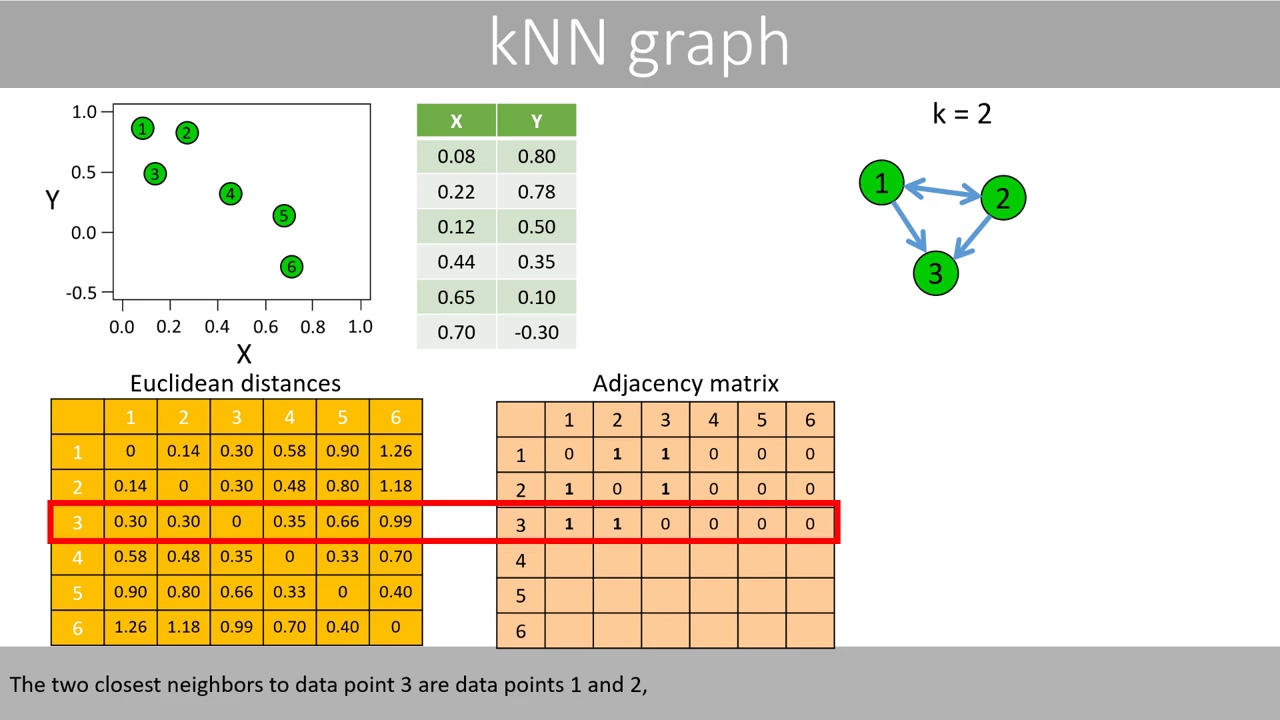 kNN graph
1.0
0.5
0.0
-0.5
Y
1
2
3
4
5
6
0.0 0.2 0.4 0.6 0.8 1.0
X
X Y
0.08 0.80
0.22 0.78
0.12 0.50
0.44 0.35
0.65 0.10
0.70 -0.30
k = 2
1
2
3
Euclidean distances
1 2 3 4 5 6
1 0 0.14 0.30 0.58 0.90 1.26
2 0.14 0 0.30 0.48 0.80 1.18
3 0.30 0.30 0 0.35 0.66 0.99
4 0.58 0.48 0.35 0 0.33 0.70
5 0.90 0.80 0.66 0.33 0 0.40
6 1.26 1.18 0.99 0.70 0.40 0
Adjacency matrix
1 2 3 4 5 6
1 0 1 1 0 0 0
2 1 0 1 0 0 0
3 1 1 0 0 0 0
4
5
6
The two closest neighbors to data point 3 are data points 1 and 2,